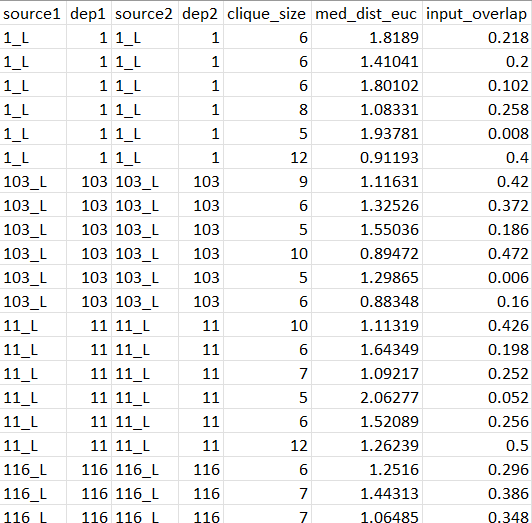 source1 dep1 source2 dep2 clique_size med_dist_euc input_overlap
1_L 1 1_L 1 6 1.8189 0.218
1_L 1 1_L 1 6 1.41041 0.2
1_L 1 1_L 1 6 1.80102 0.102
1_L 1 1_L 1 8 1.08331 0.258
1_L 1 1_L 1 5 1.93781 0.008
1_L 1 1_L 1 12 0.91193 0.4
103_L 103 103_L 103 9 1.11631 0.42
103_L 103 103_L 103 6 1.32526 0.372
103_L 103 103_L 103 5 1.55036 0.186
103_L 103 103_L 103 10 0.89472 0.472
103_L 103 103_L 103 5 1.29865 0.006
103_L 103 103_L 103 6 0.88348 0.16
11_L 11 11_L 11 10 1.11319 0.426
11_L 11 11_L 11 6 1.64349 0.198
11_L 11 11_L 11 7 1.09217 0.252
11_L 11 11_L 11 5 2.06277 0.052
11_L 11 11_L 11 6 1.52089 0.256
11_L 11 11_L 11 12 1.26239 0.5
116_L 116 116_L 116 6 1.2516 0.296
116_L 116 116_L 116 7 1.44313 0.386
116_L 116 116_L 116 7 1.06485 0.348